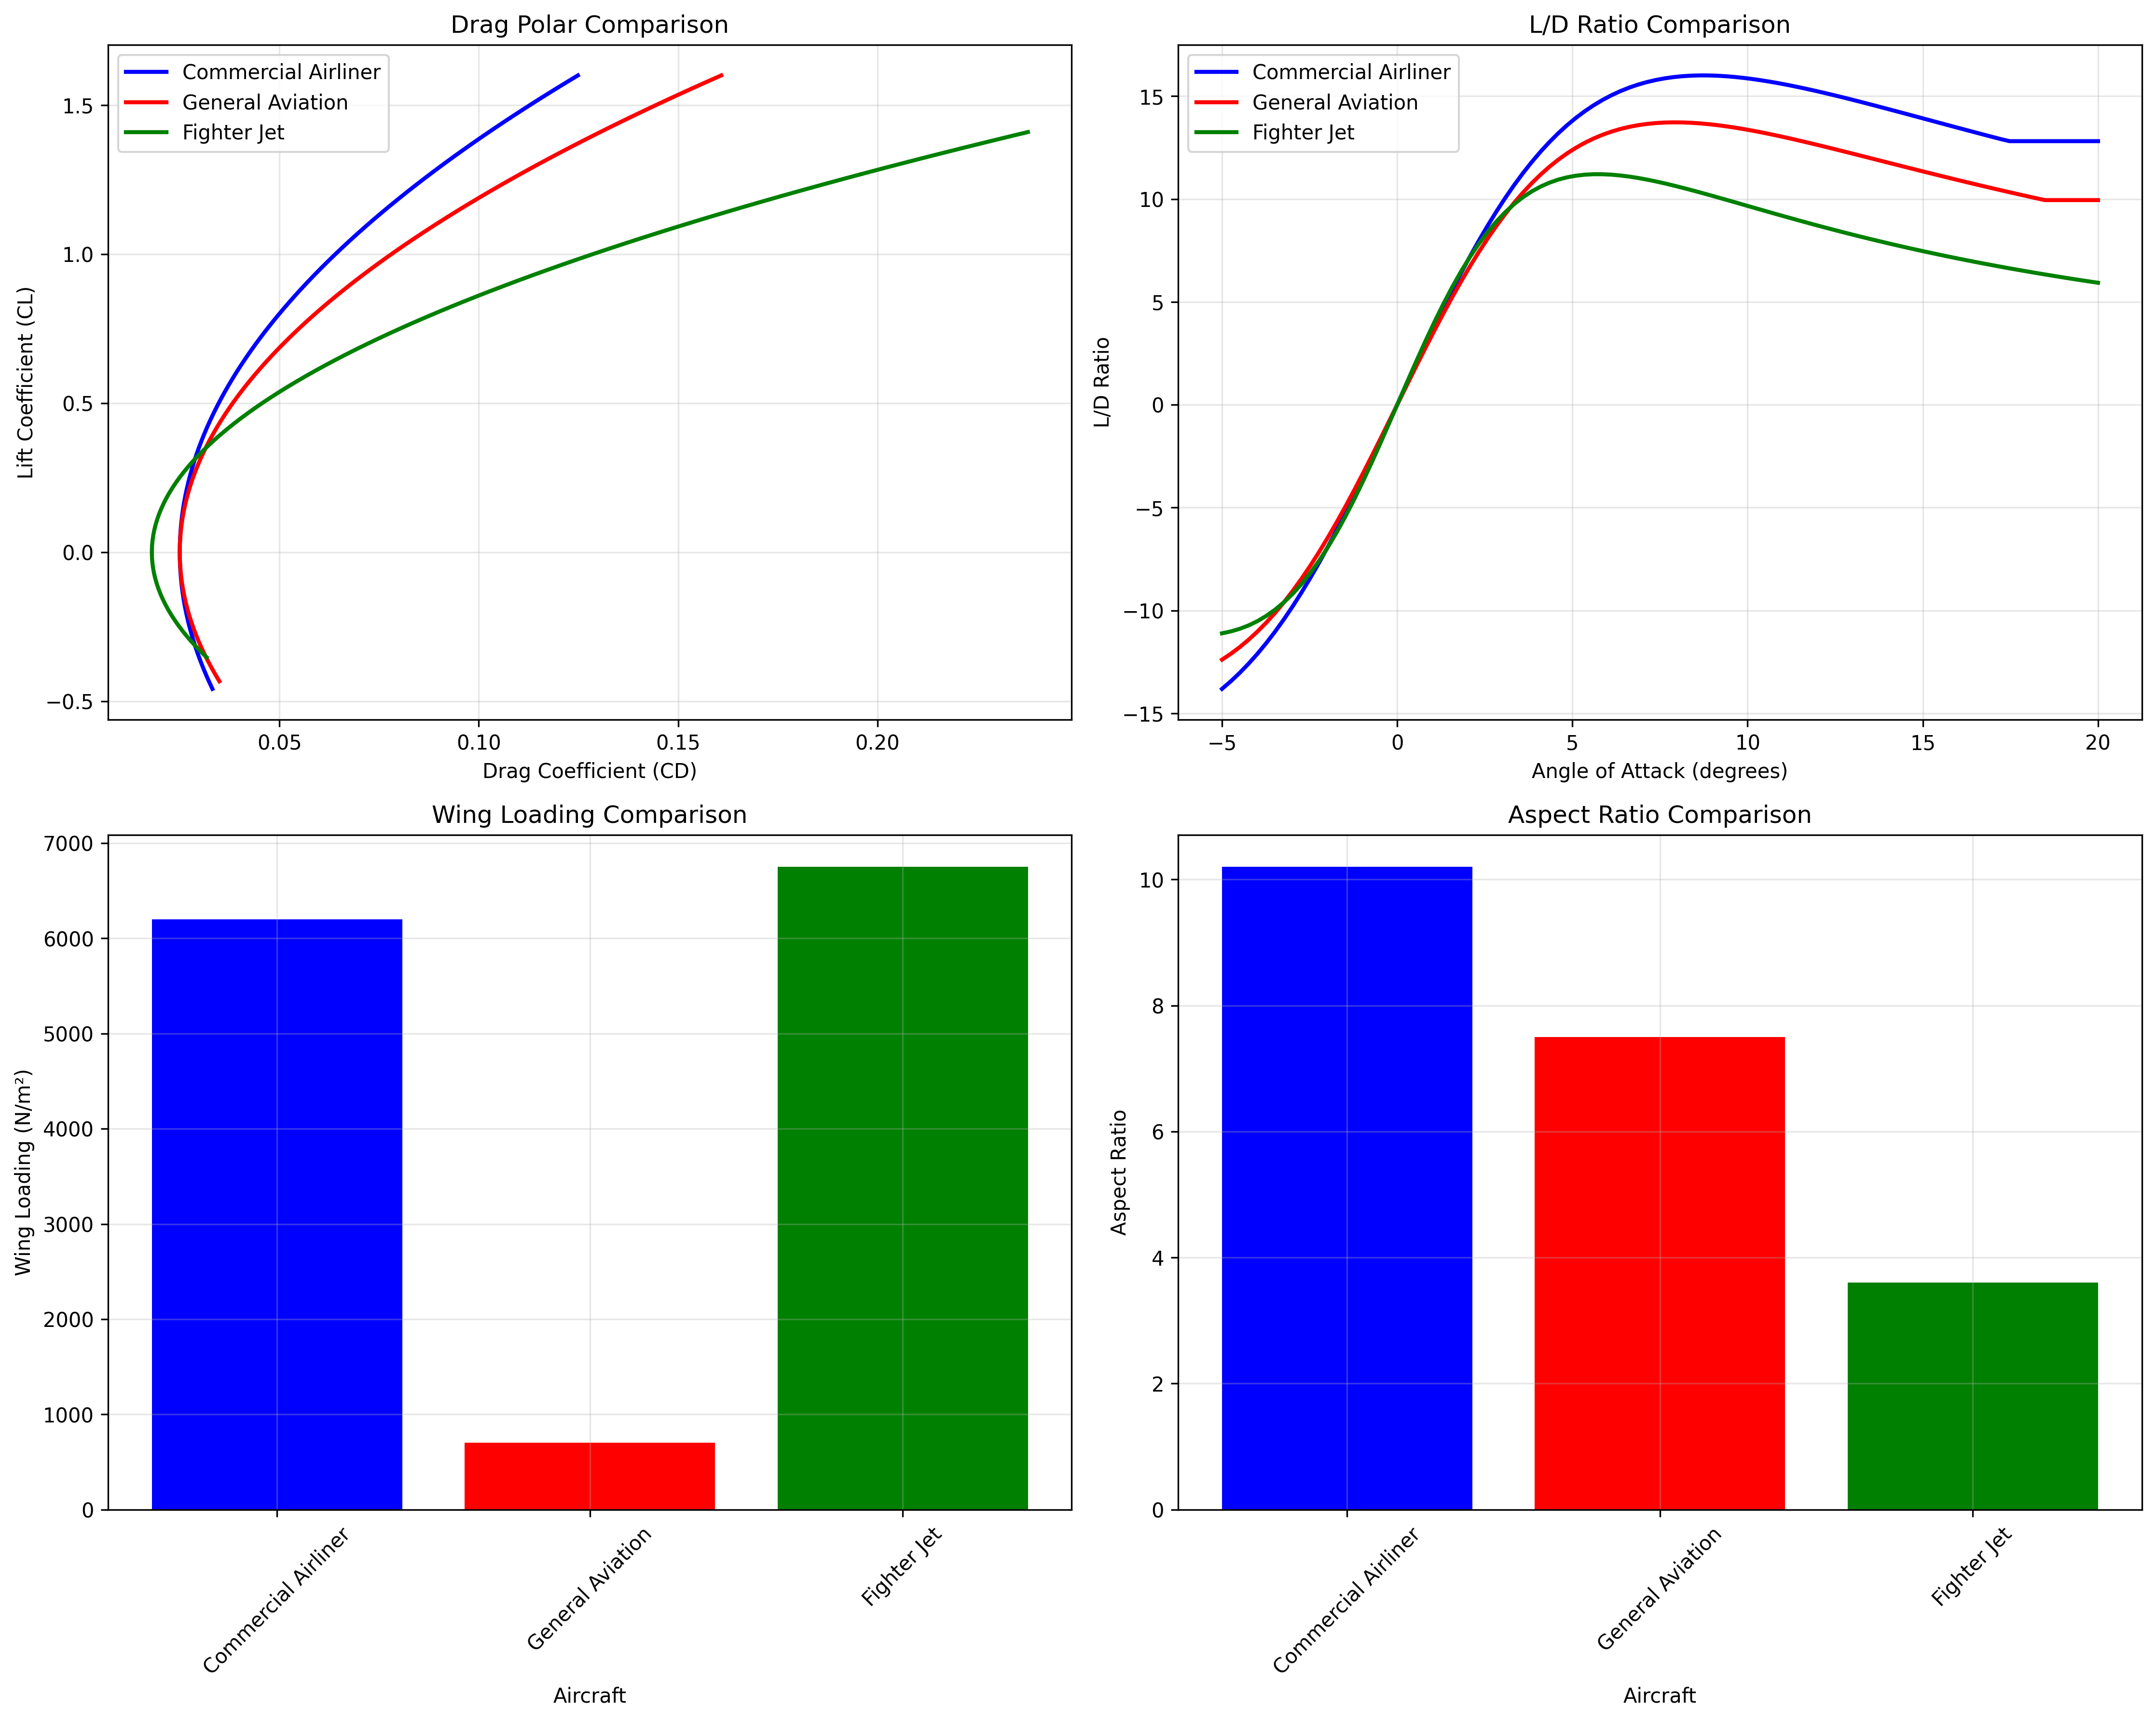 Drag Polar Comparison
Commercial Airliner
General Aviation
Fighter Jet
Lift Coefficient (CL)
1.5
1.0
0.5
0.0
−0.5
0.05
0.10
0.15
0.20
Drag Coefficient (CD)
L/D Ratio Comparison
Commercial Airliner
General Aviation
Fighter Jet
L/D Ratio
15
10
5
0
−5
−10
−15
−5
0
5
10
15
20
Angle of Attack (degrees)
Wing Loading Comparison
Wing Loading (N/m²)
7000
6000
5000
4000
3000
2000
1000
0
Commercial Airliner
General Aviation
Fighter Jet
Aircraft
Aspect Ratio Comparison
Aspect Ratio
10
8
6
4
2
0
Commercial Airliner
General Aviation
Fighter Jet
Aircraft